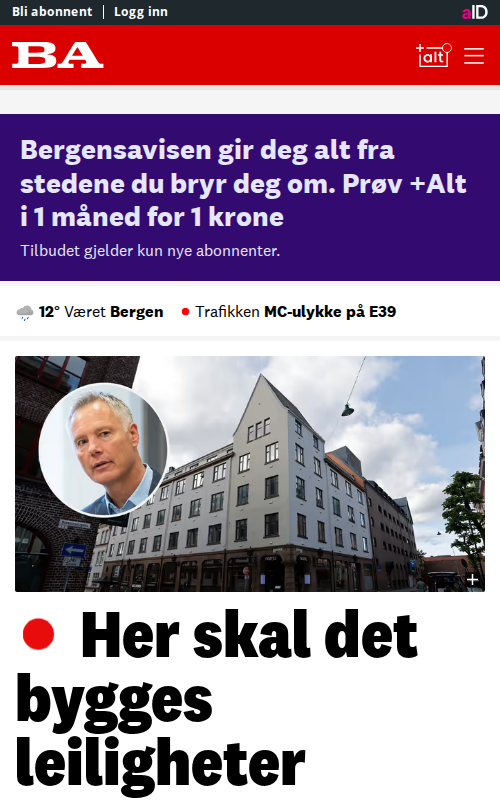 Bli abonnent | Logg inn
aID
BA
+alt
Bergensavisen gir deg alt fra
stedene du bryr deg om. Prøv +Alt
i 1 måned for 1 krone
Tilbudet gjelder kun nye abonnenter.
12° Været Bergen
Trafikken MC-ulykke på E39
Her skal det
bygges
leiligheter